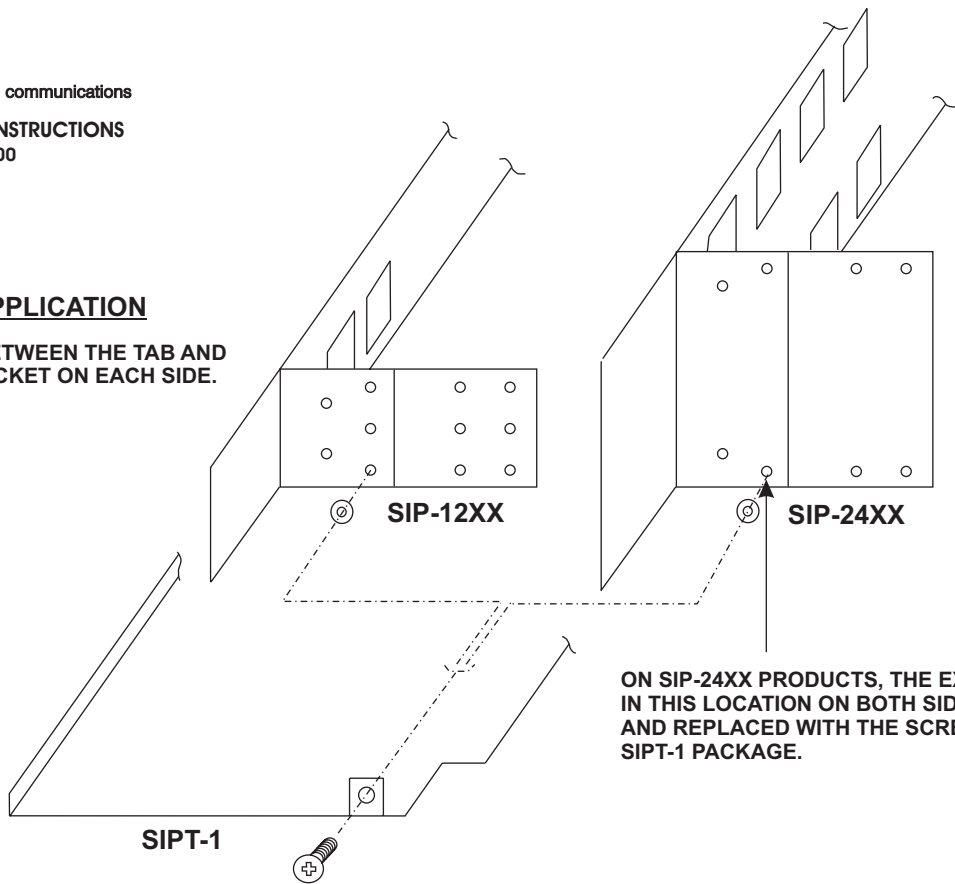 communications
NSTRUCTIONS
00
PPLICATION
ETWEEN THE TAB AND
CKET ON EACH SIDE.
SIP-12XX
SIP-24XX
ON SIP-24XX PRODUCTS, THE EX
IN THIS LOCATION ON BOTH SID
AND REPLACED WITH THE SCRE
SIPT-1 PACKAGE.
SIPT-1